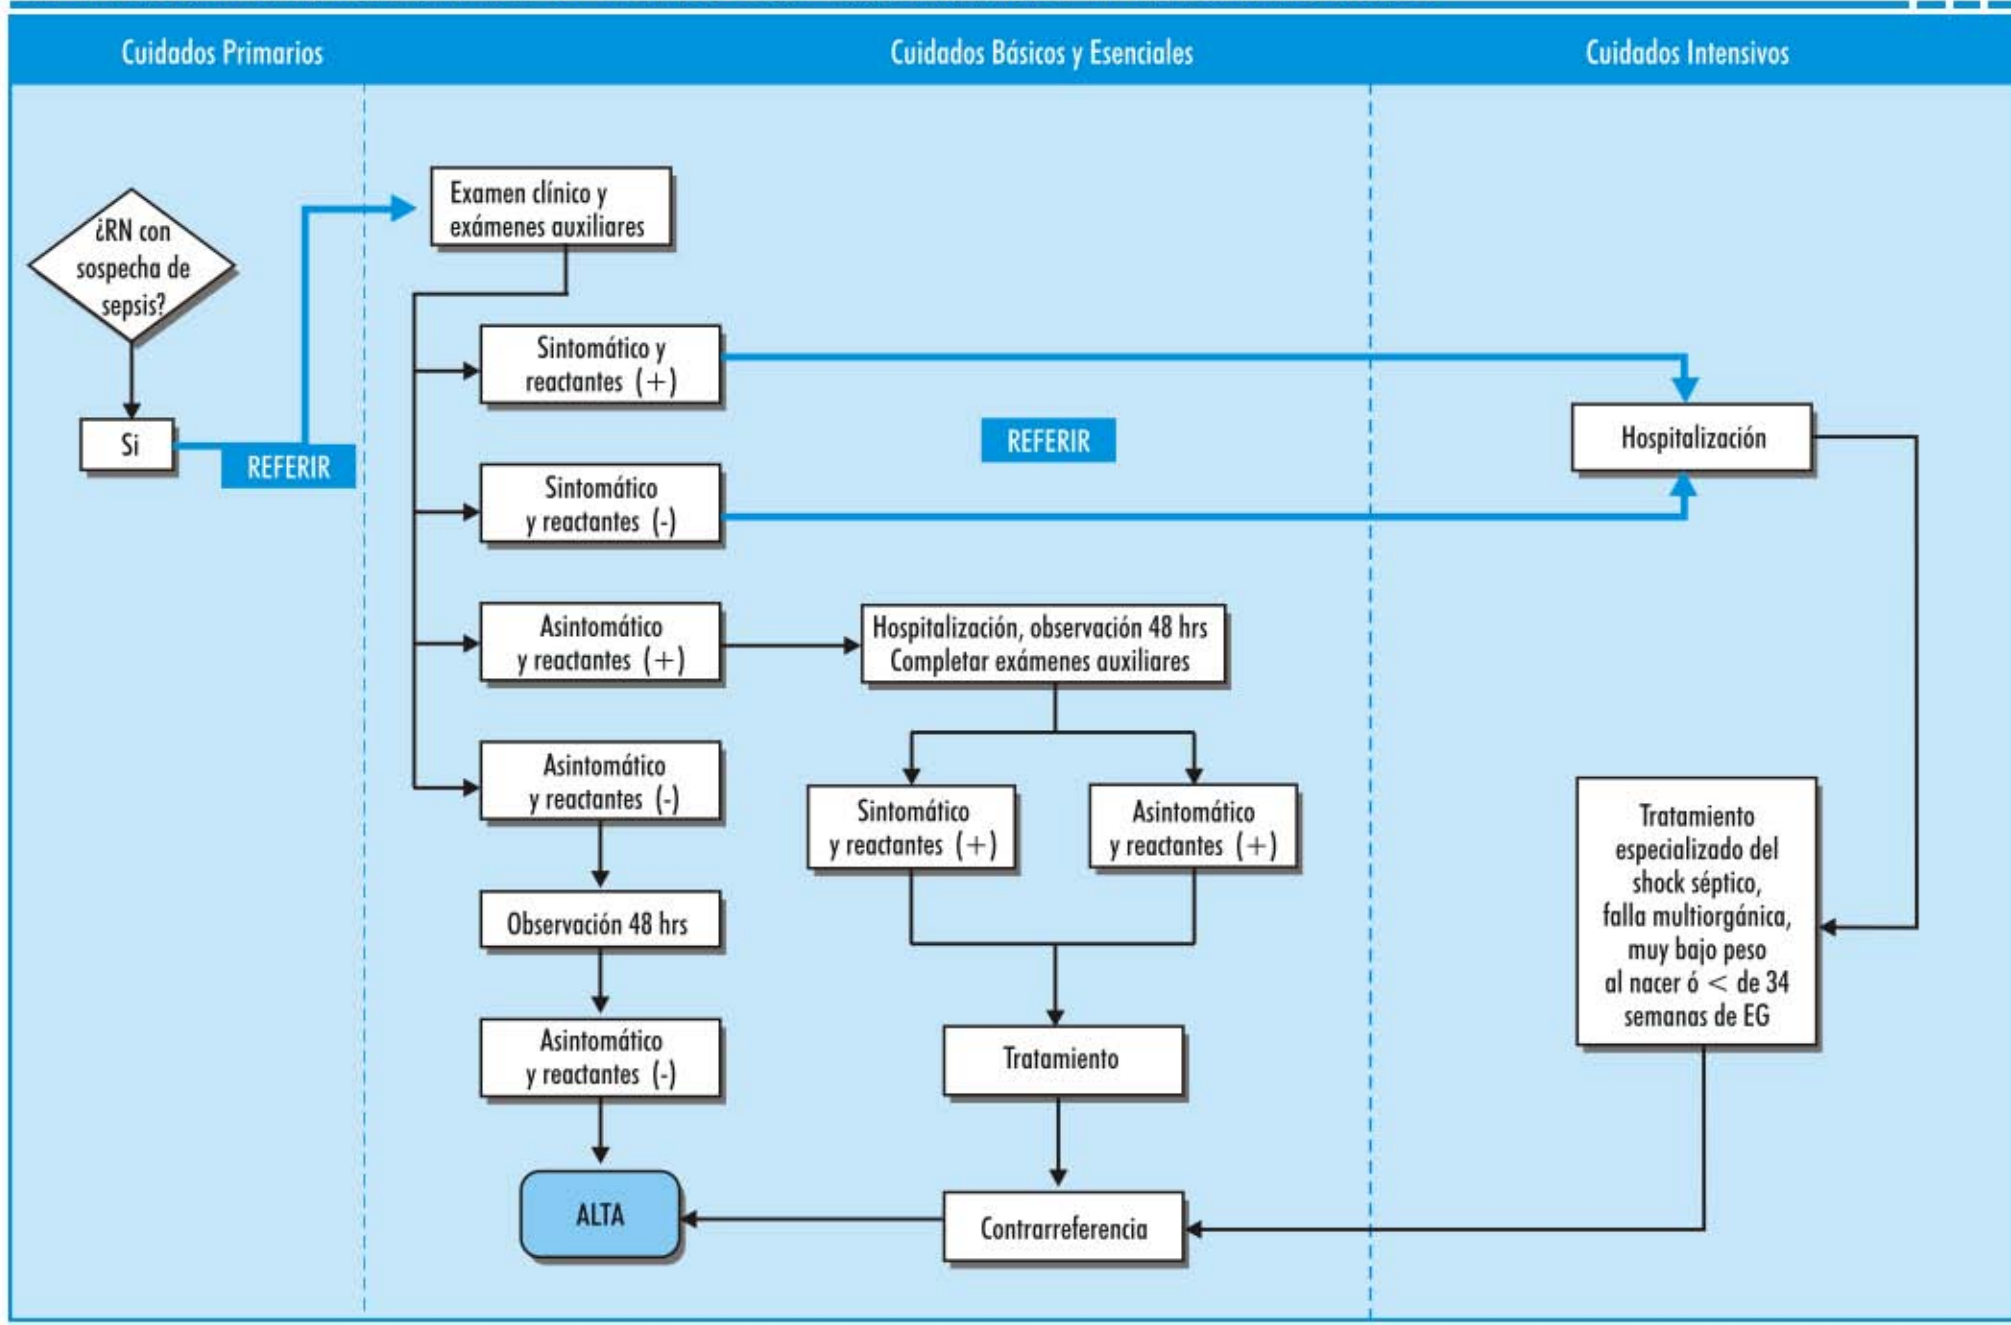 Cuidados Primarios
Cuidados Básicos y Esenciales
Cuidados Intensivos
¿RN con
sospecha de
sepsis?
Si
REFERIR
Examen clínico y
exámenes auxiliares
Sintomático y
reactantes (+)
REFERIR
Hospitalización
Sintomático
y reactantes (-)
Asintomático
y reactantes (+)
Hospitalización, observación 48 hrs
Completar exámenes auxiliares
Asintomático
y reactantes (-)
Sintomático
y reactantes (+)
Asintomático
y reactantes (+)
Tratamiento
especializado del
shock séptico,
falla multiorgánica,
muy bajo peso
al nacer ó < de 34
semanas de EG
Observación 48 hrs
Asintomático
y reactantes (-)
Tratamiento
ALTA
Contrarreferencia